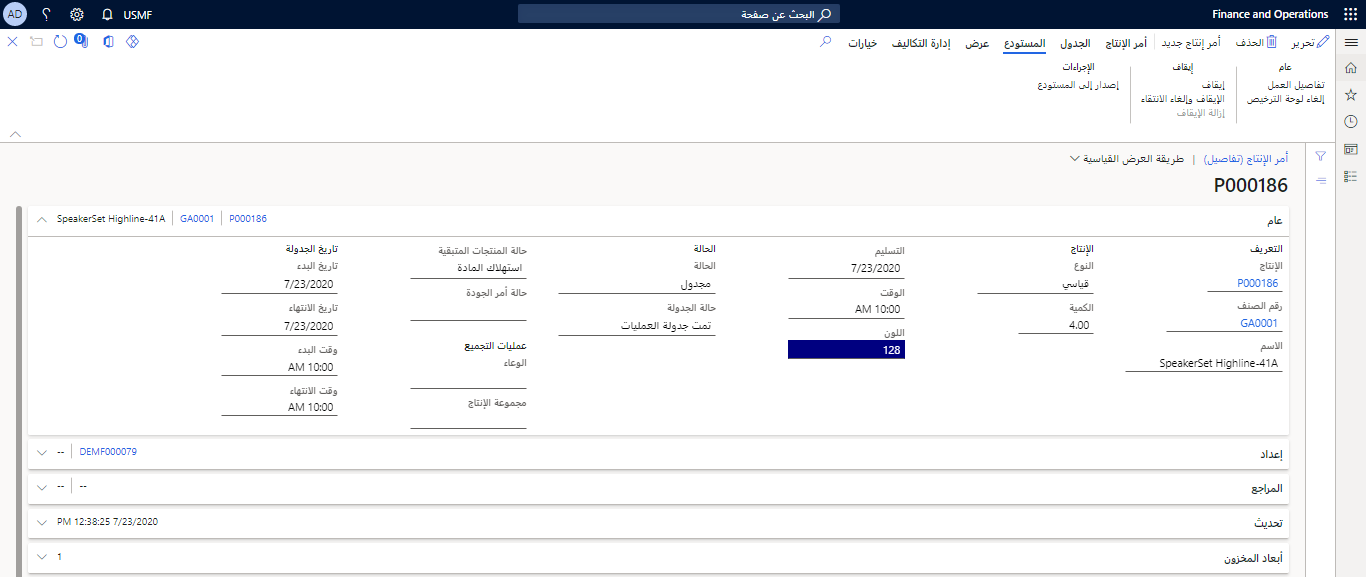 Finance and Operations
البحث عن صفحة
USMF
AD
تحرير
الحذف
أمر إنتاج جديد
أمر الإنتاج
الجدول
المستودع
عرض
إدارة التكاليف
خيارات
0
عام
تفاصيل العمل
إلغاء لوحة الترخيص
إيقاف
إيقاف
الإيقاف وإلغاء الانتقاء
إزالة الإيقاف
الإجراءات
إصدار إلى المستودع
أمر الإنتاج (تفاصيل) | طريقة العرض القياسية
P000186
عام
P000186 | GA0001 | SpeakerSet Highline-41A
التعريف
الإنتاج
P000186
رقم الصنف
GA0001
الاسم
SpeakerSet Highline-41A
الإنتاج
النوع
قياسي
الكمية
4.00
التسليم
7/23/2020
الوقت
10:00 AM
اللون
128
الحالة
الحالة
مجدول
حالة الجدولة
تمت جدولة العمليات
حالة المنتجات المتبقية
استهلاك المادة
حالة أمر الجودة
عمليات التجميع
الوعاء
مجموعة الإنتاج
تاريخ الجدولة
تاريخ البدء
7/23/2020
تاريخ الانتهاء
7/23/2020
وقت البدء
10:00 AM
وقت الانتهاء
10:00 AM
إعداد
DEMF000079 | --
المراجع
-- | --
تحديث
7/23/2020 12:38:25 PM
أبعاد المخزون
1